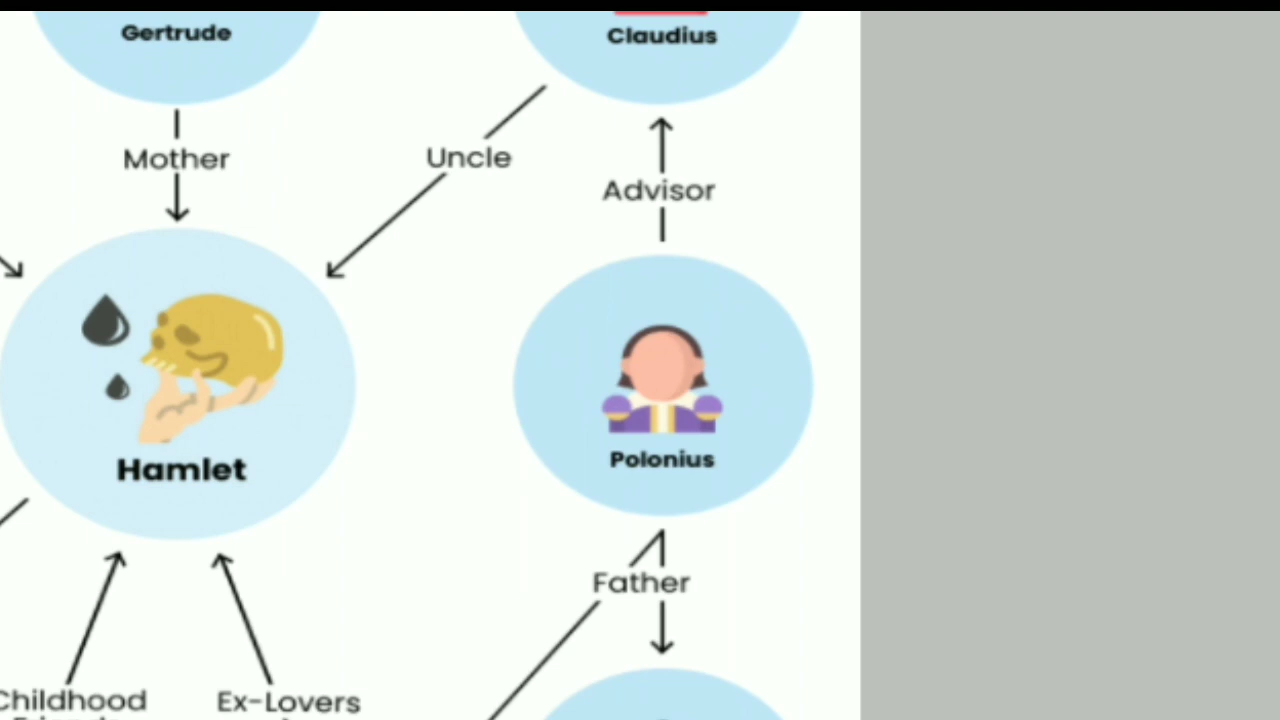 Gertrude
Claudius
Mother
Uncle
Advisor
Hamlet
Polonius
Father
Childhood
Ex-Lovers